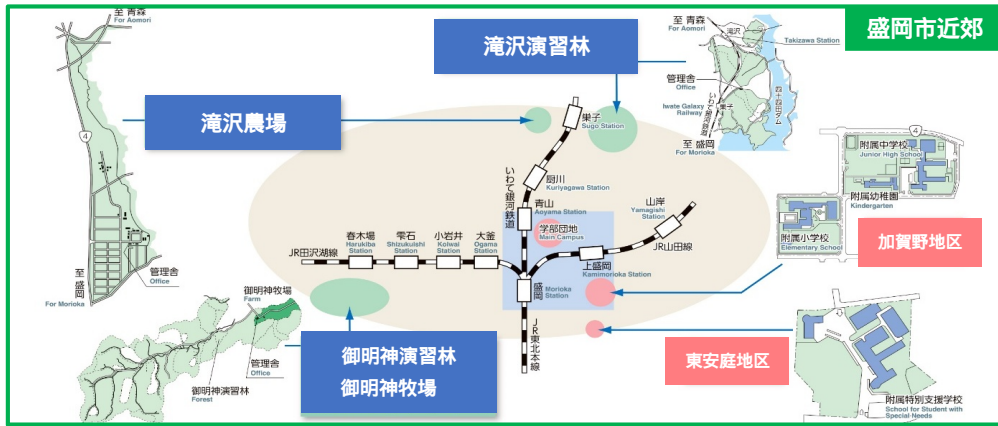 盛岡市近郊
至 青森
For Aomori
滝沢農場
4
至
盛岡
For Morioka
管理舎
Office
滝沢演習林
至 青森
For Aomori
滝沢
Takizawa Station
管理舎
Office
Iwate Galaxy
Railway
いわて銀河鉄道
巣子
四十四田ダム
至 盛岡
For Morioka
巣子
Sugo Station
厨川
Kuriyagawa Station
いわて銀河鉄道
青山
Aoyama Station
学部団地
Main Campus
山岸
Yamagishi
Station
JR山田線
上盛岡
Kamimorioka Station
JR田沢湖線
春木場
Harukiba
Station
雫石
Shizukuishi
Station
小岩井
Koiwai
Station
大釜
Ogama
Station
盛岡
Morioka
Station
JR東北本線
4
附属中学校
Junior High School
附属幼稚園
Kindergarten
附属小学校
Elementary School
加賀野地区
御明神牧場
Farm
管理舎
Office
御明神演習林
Forest
御明神演習林
御明神牧場
東安庭地区
附属特別支援学校
School for Student with
Special Needs